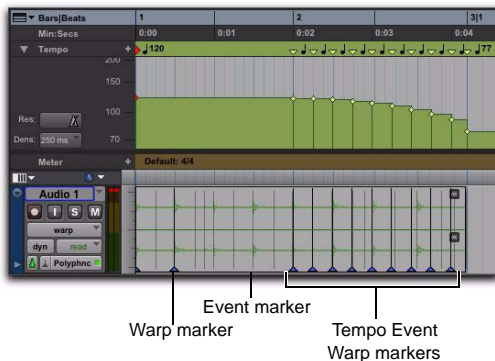 Bars|Beats 1 2 3|1
Min:Secs 0:00 0:01 0:02 0:03 0:04
Tempo + 120 77
200
150
Res: 100
Dens: 250 ms 70
Meter + Default: 4/4
Audio 1
I S M
warp
dyn read
Polyphnc
Event marker
Warp marker Tempo Event
Warp markers